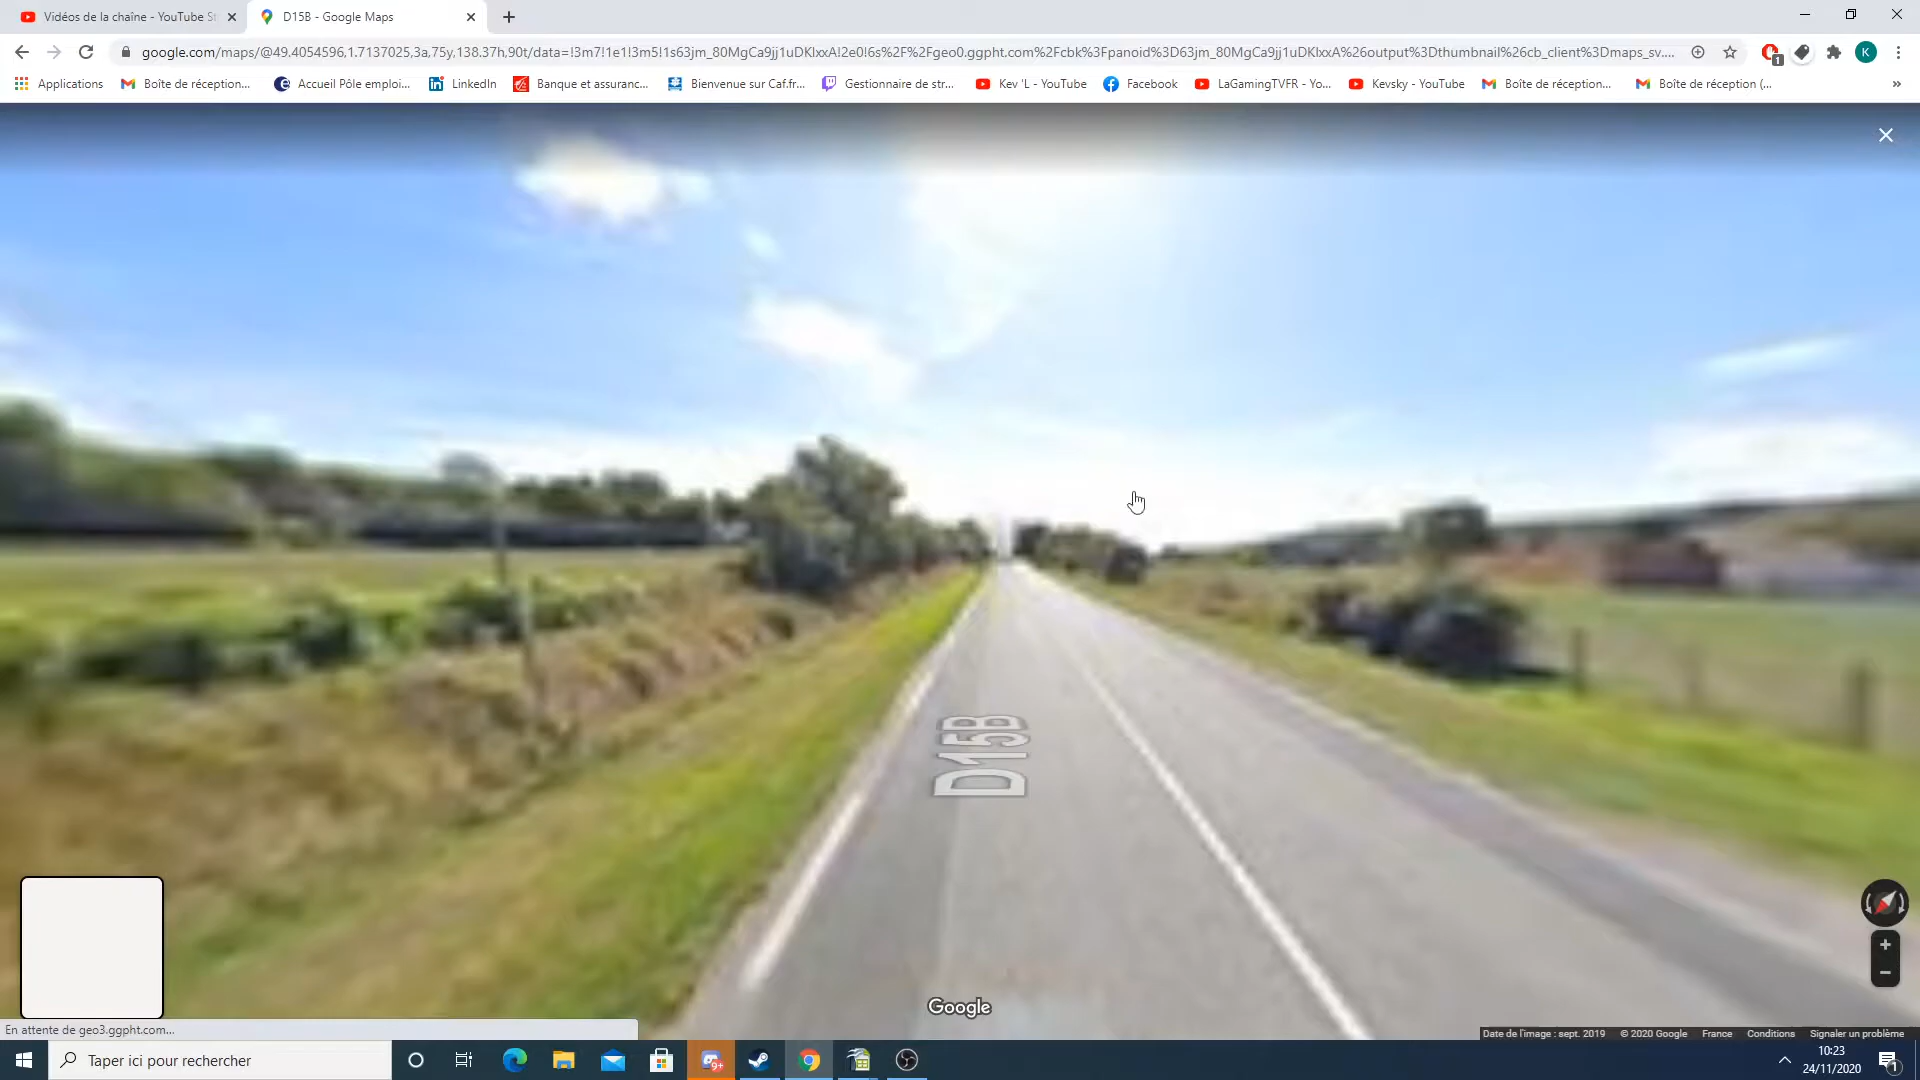 Vidéos de la chaîne - YouTube St
D15B - Google Maps
google.com/maps/@49.4054596,1.7137025,3a,75y,138.37h,90t/data=!3m7!1e1!3m5!1s63jm_80MgCa9jj1uDKlxxA!2e0!6s%2F%2Fgeo0.ggpht.com%2Fcbk%3Fpanoid%3D63jm_80MgCa9jj1uDKlxxA%26output%3Dthumbnail%26cb_client%3Dmaps_sv....
K
1
Applications
Boîte de réception...
Accueil Pôle emploi...
LinkedIn
Banque et assuranc...
Bienvenue sur Caf.fr...
Gestionnaire de str...
Kev 'L - YouTube
Facebook
LaGamingTVFR - Yo...
Kevsky - YouTube
Boîte de réception...
Boîte de réception (...
»
D15B
Google
En attente de geo3.ggpht.com...
Date de l'image : sept. 2019 © 2020 Google France Conditions Signaler un problème
Taper ici pour rechercher
9+
10:23
24/11/2020
1